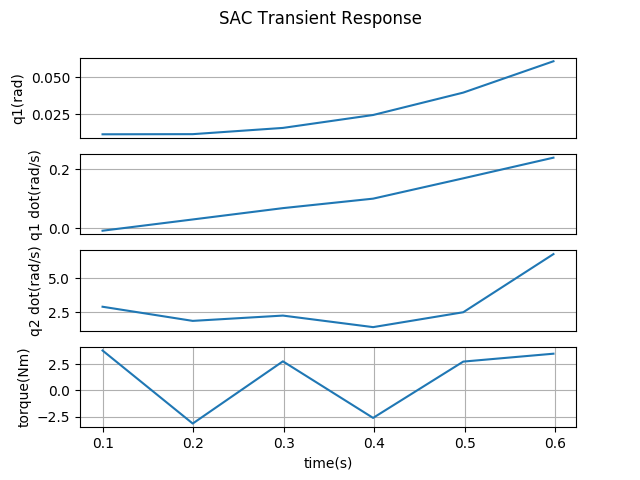 SAC Transient Response
q1(rad)
0.050
0.025
q1 dot(rad/s)
0.2
0.0
q2 dot(rad/s)
5.0
2.5
torque(Nm)
2.5
0.0
−2.5
0.1 0.2 0.3 0.4 0.5 0.6
time(s)